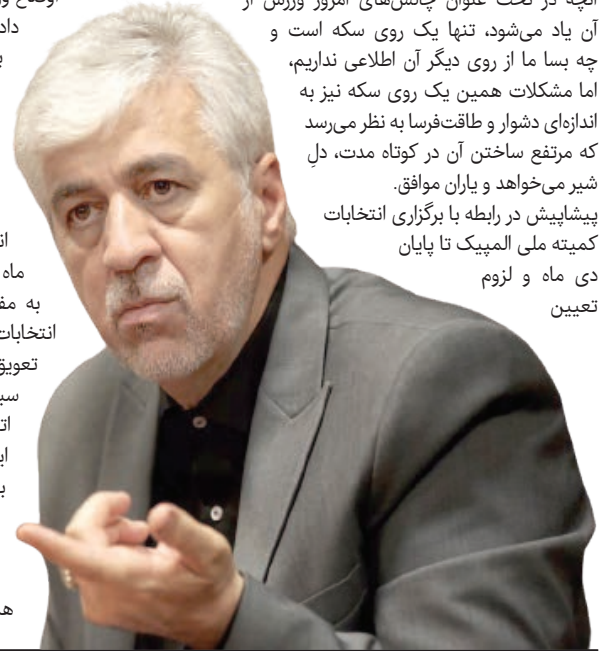 آنچه در تحت عنوان چالش‌های امروز ورزش از
آن یاد می‌شود، تنها یک روی سکه است و
چه بسا ما از روی دیگر آن اطلاعی نداریم،
اما مشکلات همین یک روی سکه نیز به
اندازه‌ای دشوار و طاقت‌فرسا به نظر می‌رسد
که مرتفع ساختن آن در کوتاه مدت، دلِ
شیر می‌خواهد و یاران موافق.
پیشاپیش در رابطه با برگزاری انتخابات
کمیته ملی المپیک تا پایان
دی ماه و لزوم
تعیین
ماه
به
انتخابات
تعویق